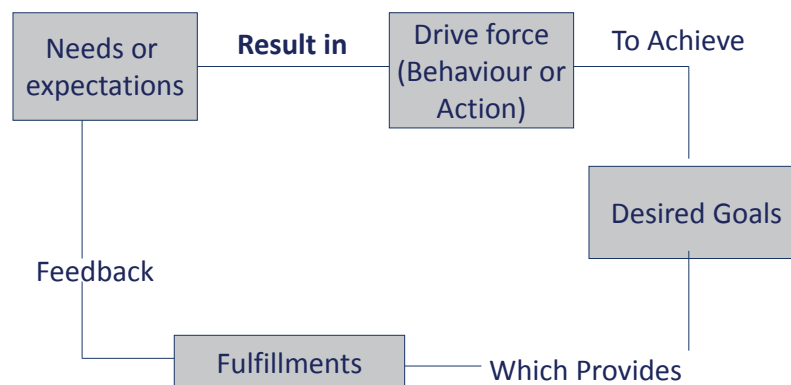 Needs or
expectations
Result in
Drive force
(Behaviour or
Action)
To Achieve
Desired Goals
Which Provides
Fulfillments
Feedback